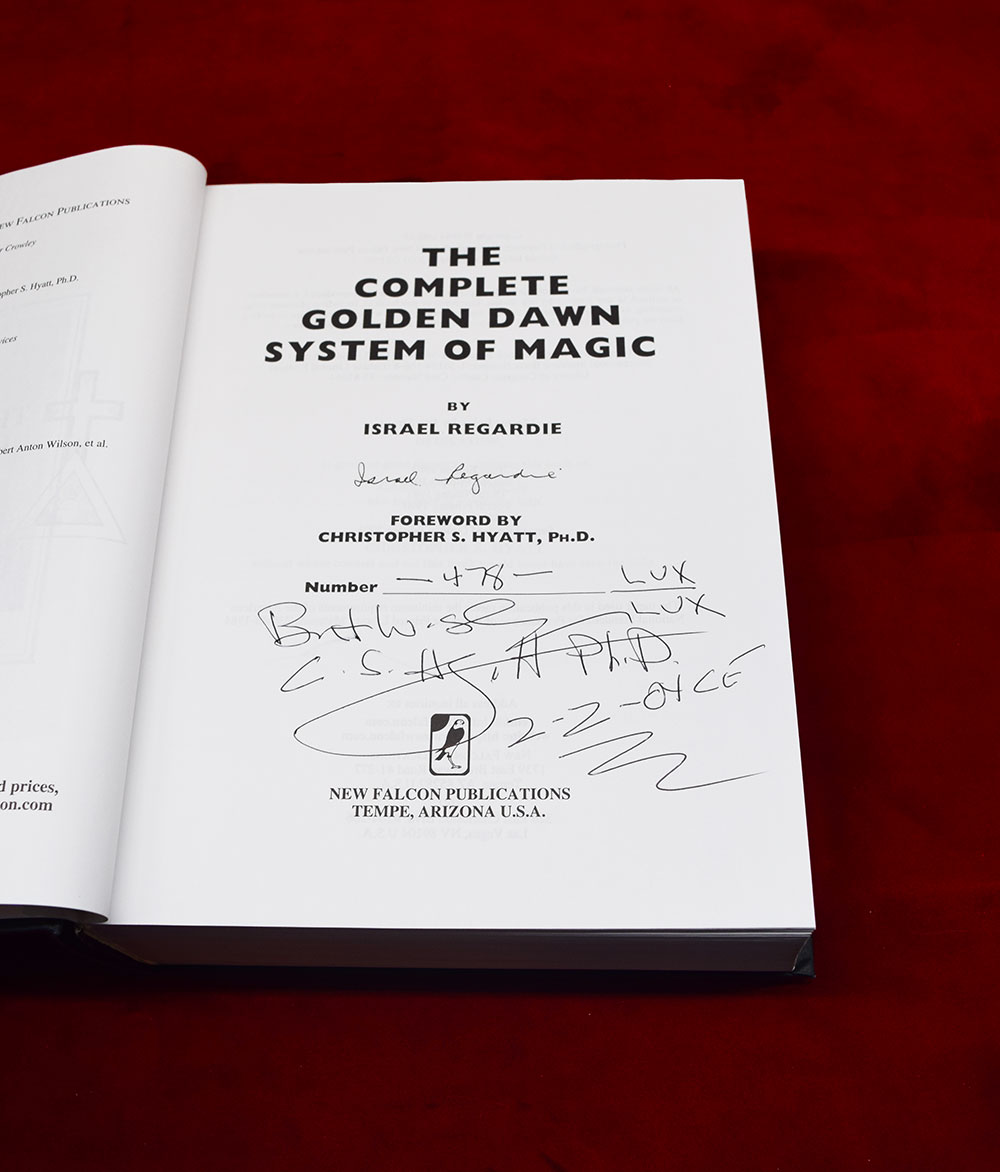 EW FALCON PUBLICATIONS
r Crowley
opher S. Hyatt, Ph.D.
vices
bert Anton Wilson, et al.
d prices,
on.com
THE
COMPLETE
GOLDEN DAWN
SYSTEM OF MAGIC
BY
ISRAEL REGARDIE
Israel Regardie
FOREWORD BY
CHRISTOPHER S. HYATT, PH.D.
Number — 478 — LUX
LUX
Best Wishes
C. S. Hyatt Ph.D.
2-2-04 CE
NEW FALCON PUBLICATIONS
TEMPE, ARIZONA U.S.A.